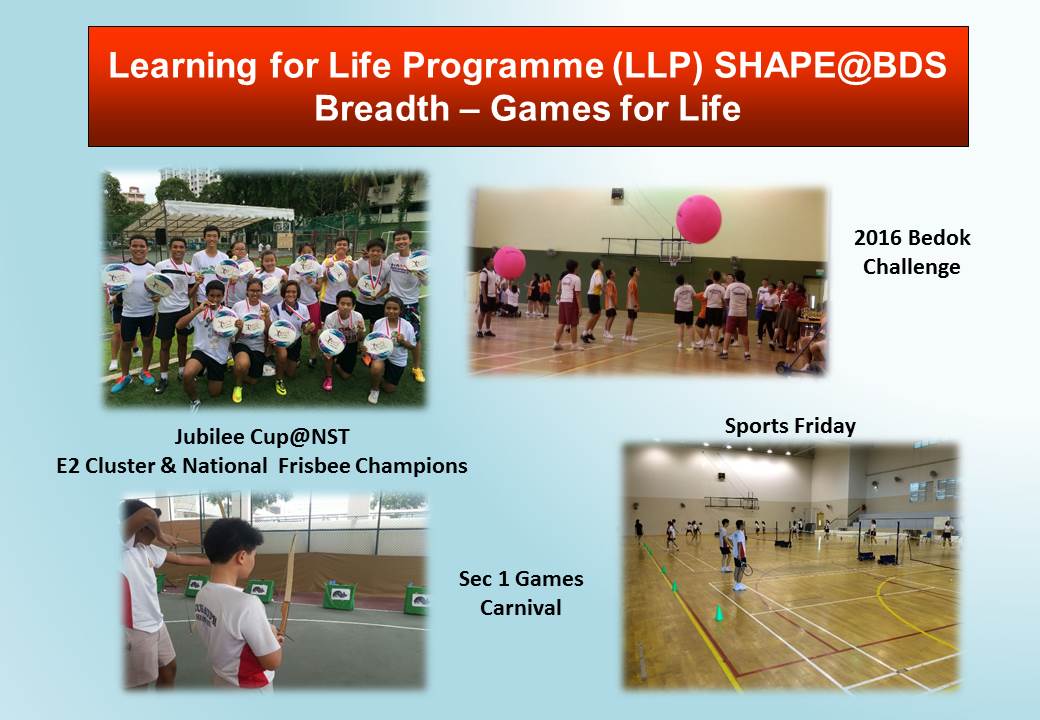 Learning for Life Programme (LLP) SHAPE@BDS
Breadth – Games for Life
2016 Bedok
Challenge
Jubilee Cup@NST
E2 Cluster & National  Frisbee Champions
Sports Friday
Sec 1 Games
Carnival